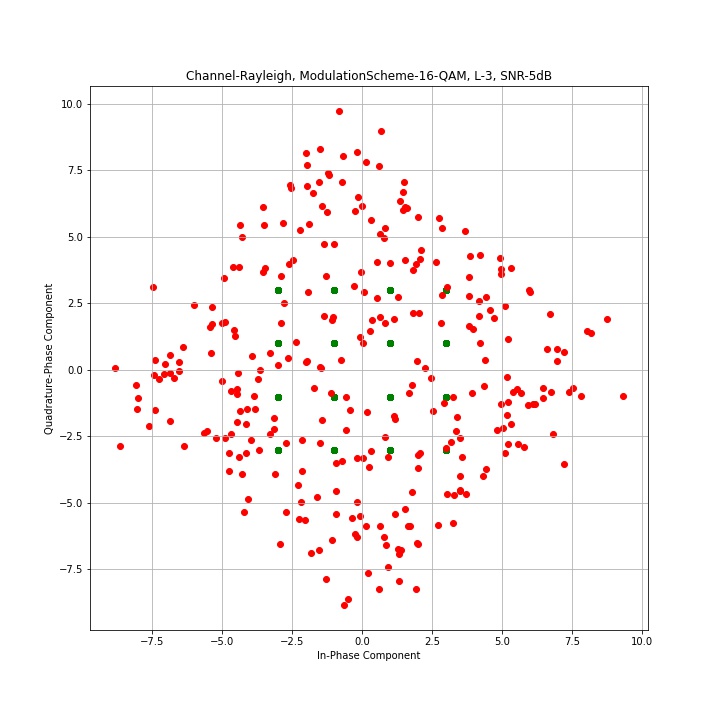 Channel-Rayleigh, ModulationScheme-16-QAM, L-3, SNR-5dB
10.0
7.5
5.0
2.5
0.0
−2.5
−5.0
−7.5
Quadrature-Phase Component
−7.5 −5.0 −2.5 0.0 2.5 5.0 7.5 10.0
In-Phase Component